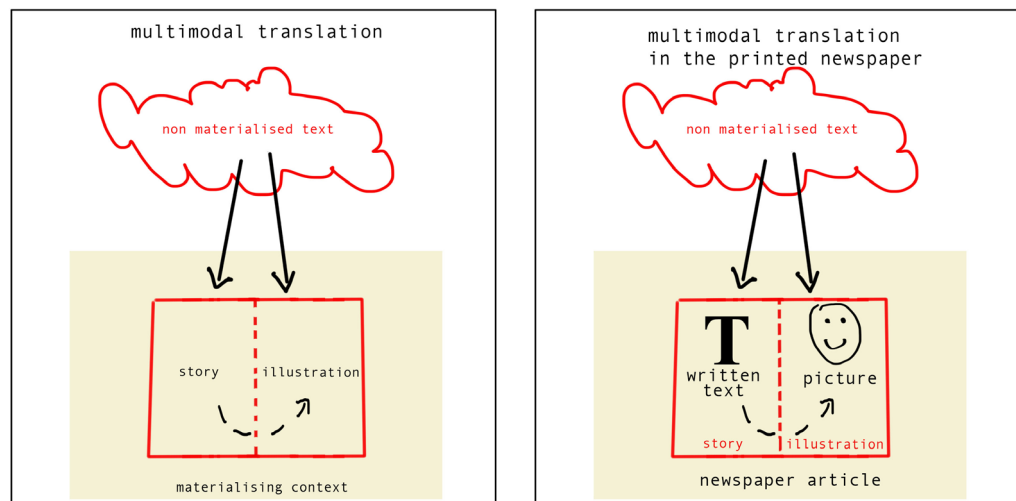 multimodal translation
non materialised text
story
illustration
materialising context
multimodal translation
in the printed newspaper
non materialised text
T
written
text
picture
story
illustration
newspaper article